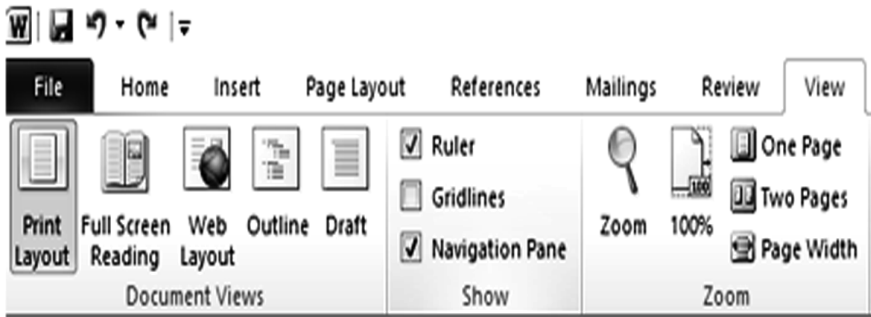 W
File Home Insert Page Layout References Mailings Review View
Print Layout
Full Screen Reading
Web Layout
Outline
Draft
Document Views
Ruler
Gridlines
Navigation Pane
Show
Zoom
100
100%
One Page
Two Pages
Page Width
Zoom